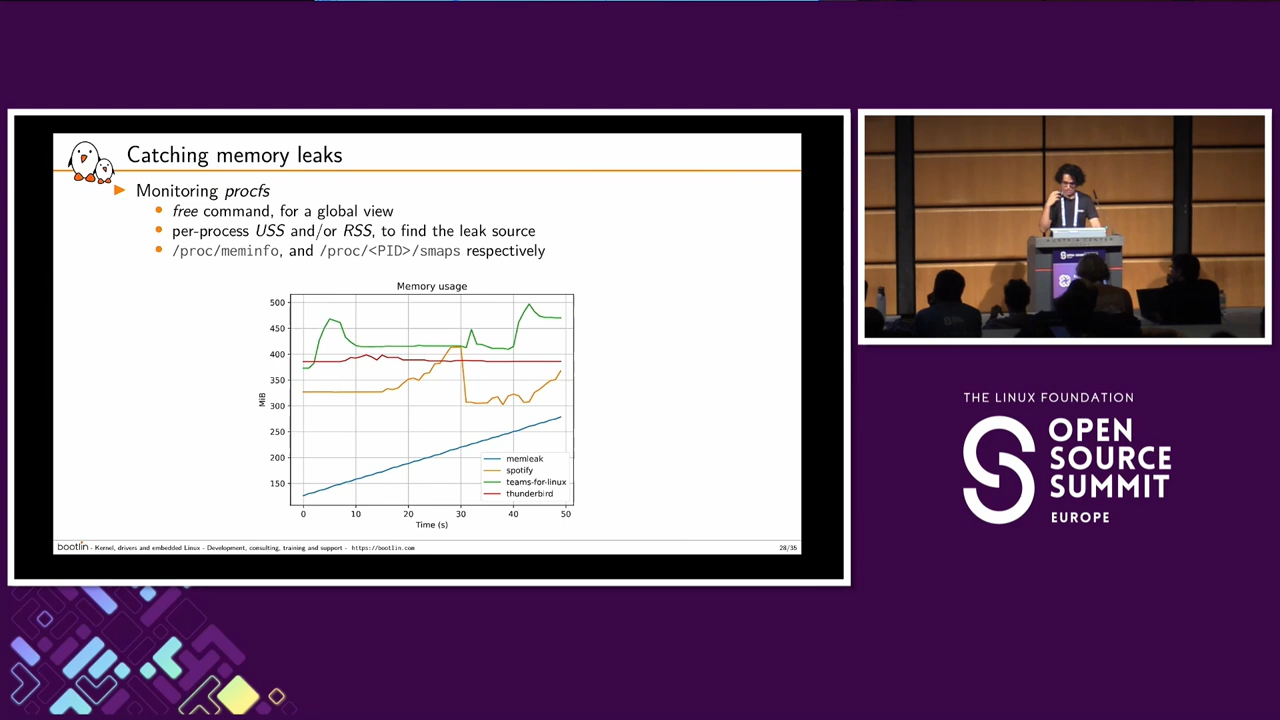 Catching memory leaks
Monitoring procfs
free command, for a global view
per-process USS and/or RSS, to find the leak source
/proc/meminfo, and /proc/<PID>/smaps respectively
Memory usage
500
450
400
350
300
250
200
150
MiB
memleak
spotify
teams-for-linux
thunderbird
0 10 20 30 40 50
Time (s)
bootlin - Kernel, drivers and embedded Linux - Development, consulting, training and support - https://bootlin.com
28/35
THE LINUX FOUNDATION
OPEN
SOURCE
SUMMIT
EUROPE